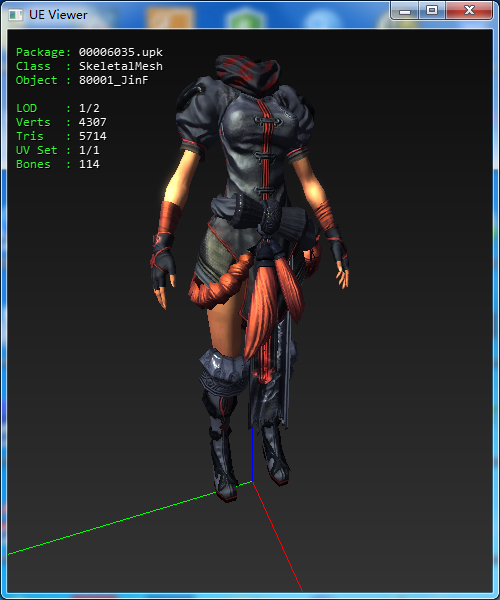 UE Viewer
Package: 00006035.upk
Class : SkeletalMesh
Object : 80001_JinF
LOD : 1/2
Verts : 4307
Tris : 5714
UV Set : 1/1
Bones : 114